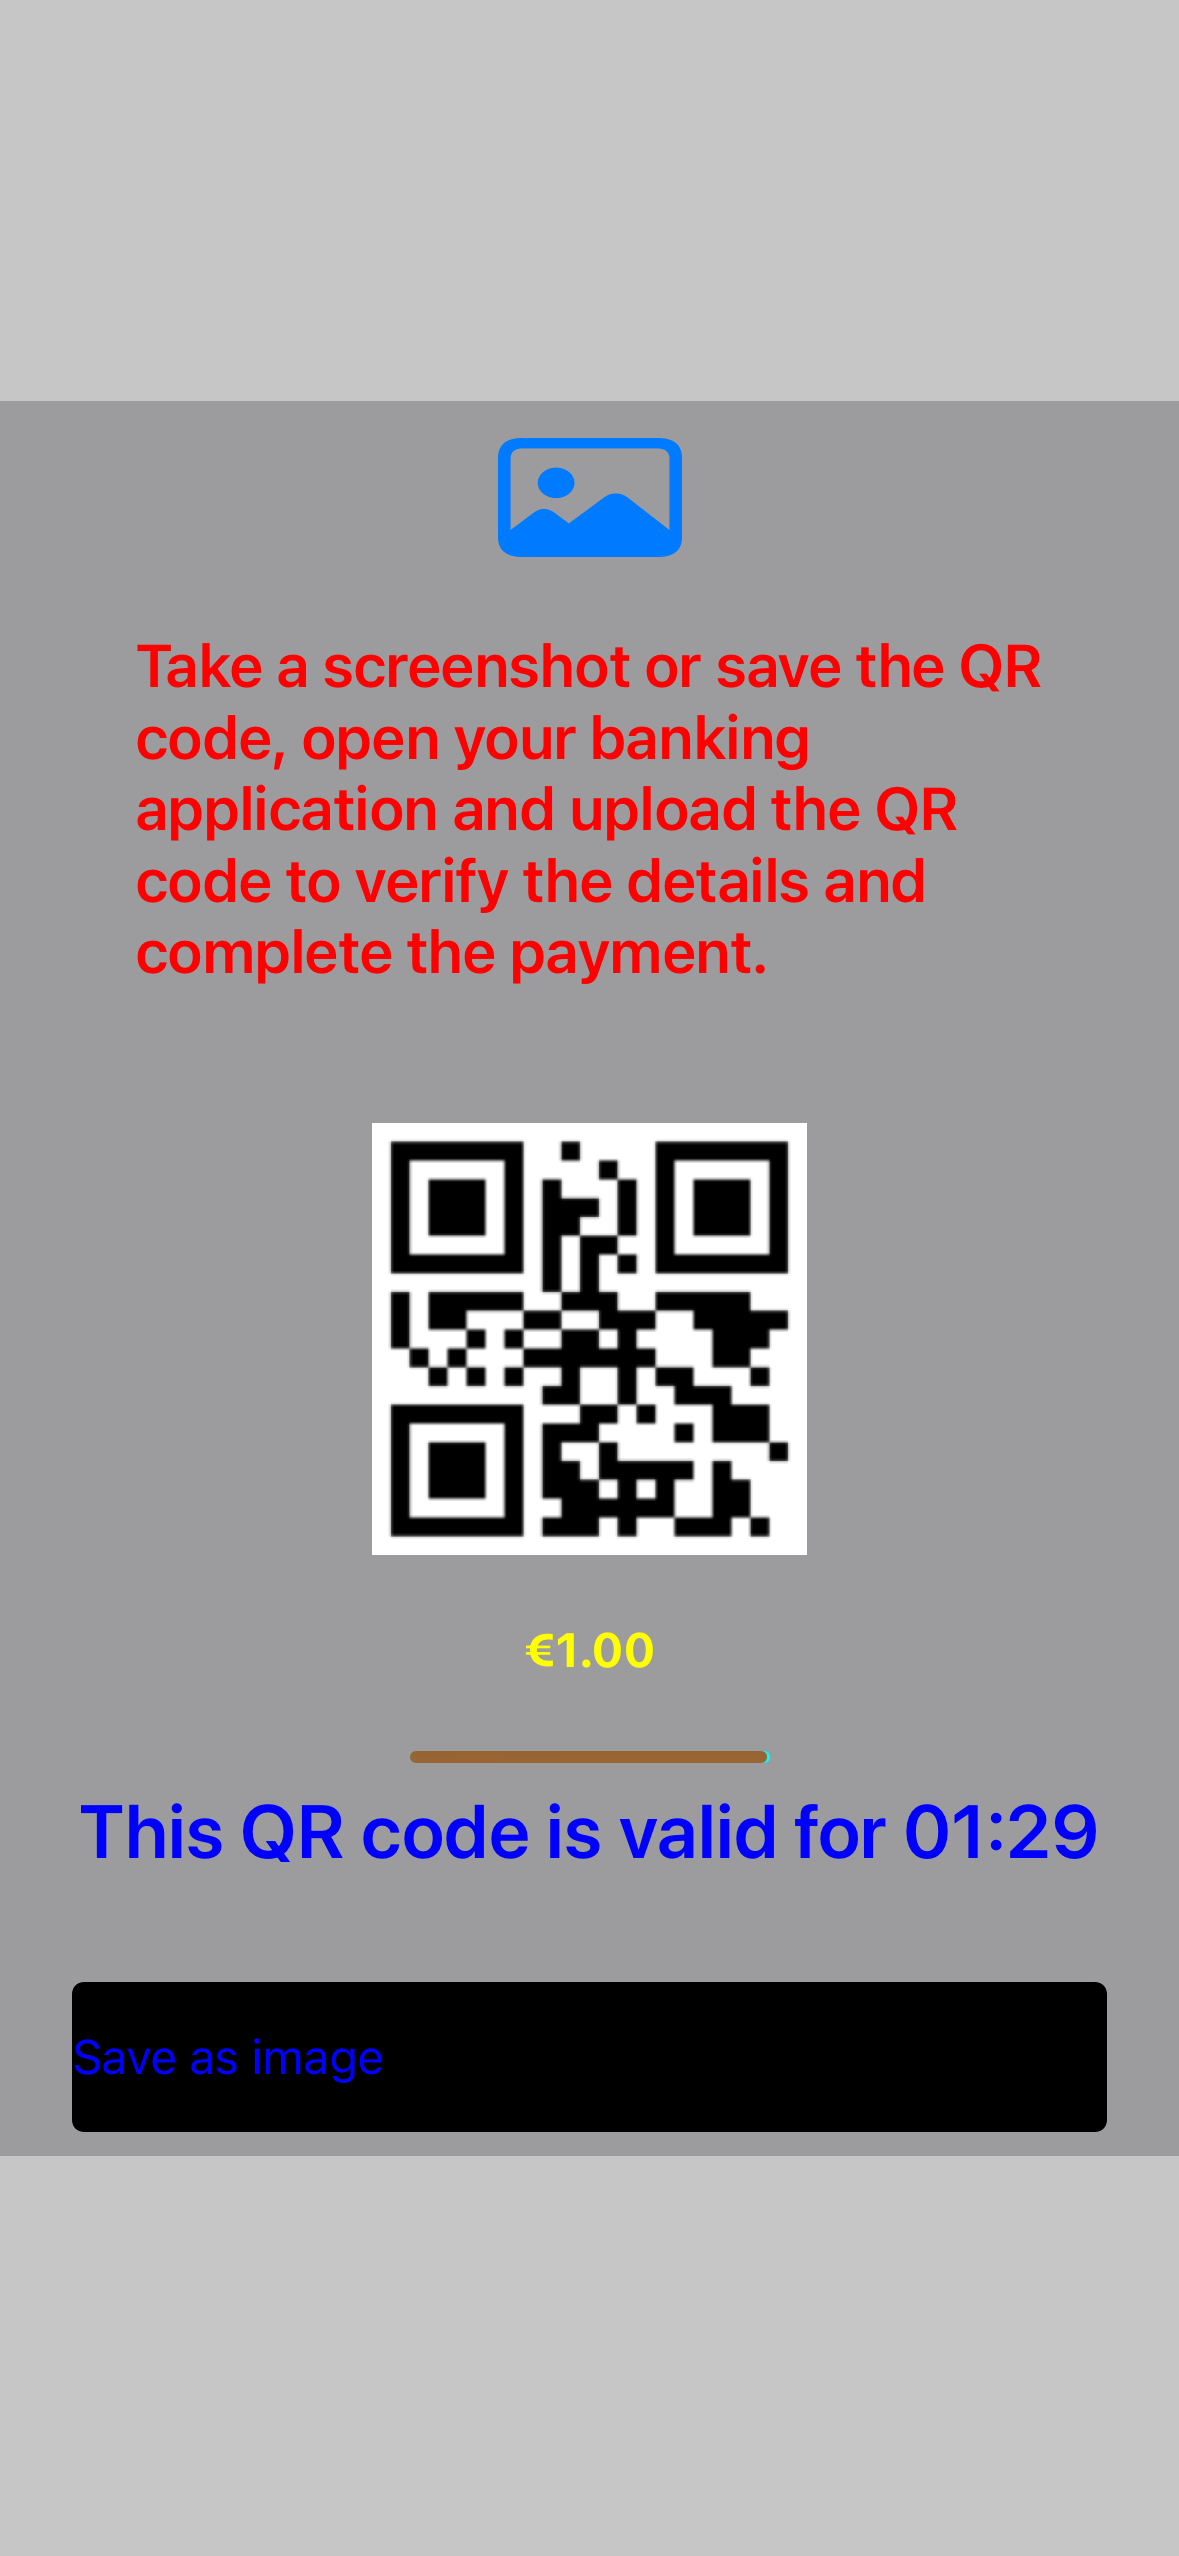 Take a screenshot or save the QR
code, open your banking
application and upload the QR
code to verify the details and
complete the payment.
€1.00
This QR code is valid for 01:29
Save as image